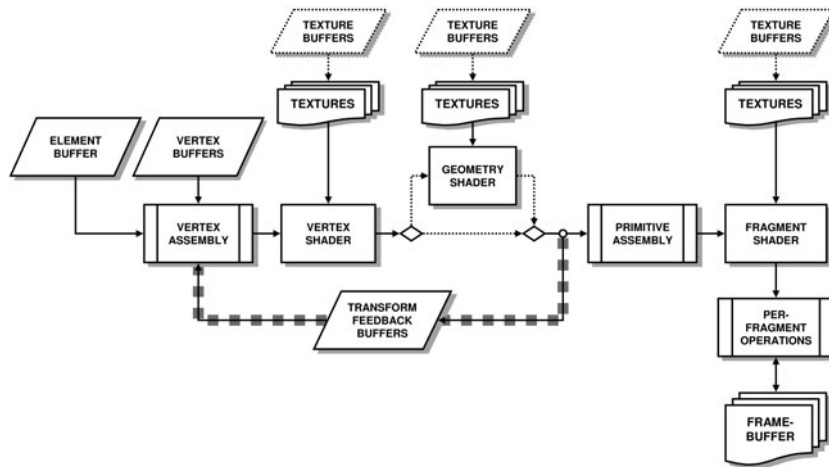 TEXTURE
BUFFERS
TEXTURE
BUFFERS
TEXTURE
BUFFERS
TEXTURES
TEXTURES
TEXTURES
ELEMENT
BUFFER
VERTEX
BUFFERS
GEOMETRY
SHADER
VERTEX
ASSEMBLY
VERTEX
SHADER
PRIMITIVE
ASSEMBLY
FRAGMENT
SHADER
TRANSFORM
FEEDBACK
BUFFERS
PER-
FRAGMENT
OPERATIONS
FRAME-
BUFFER